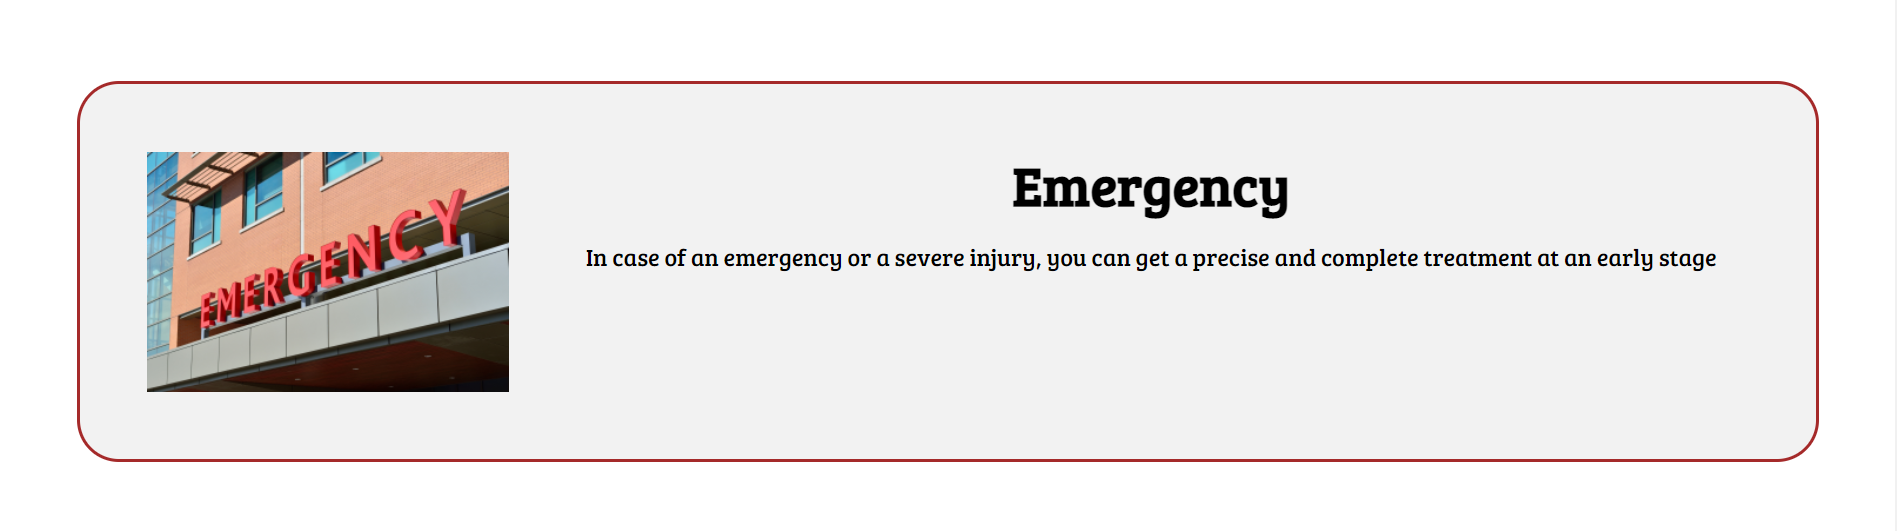 EMERGENCY
Emergency
In case of an emergency or a severe injury, you can get a precise and complete treatment at an early stage